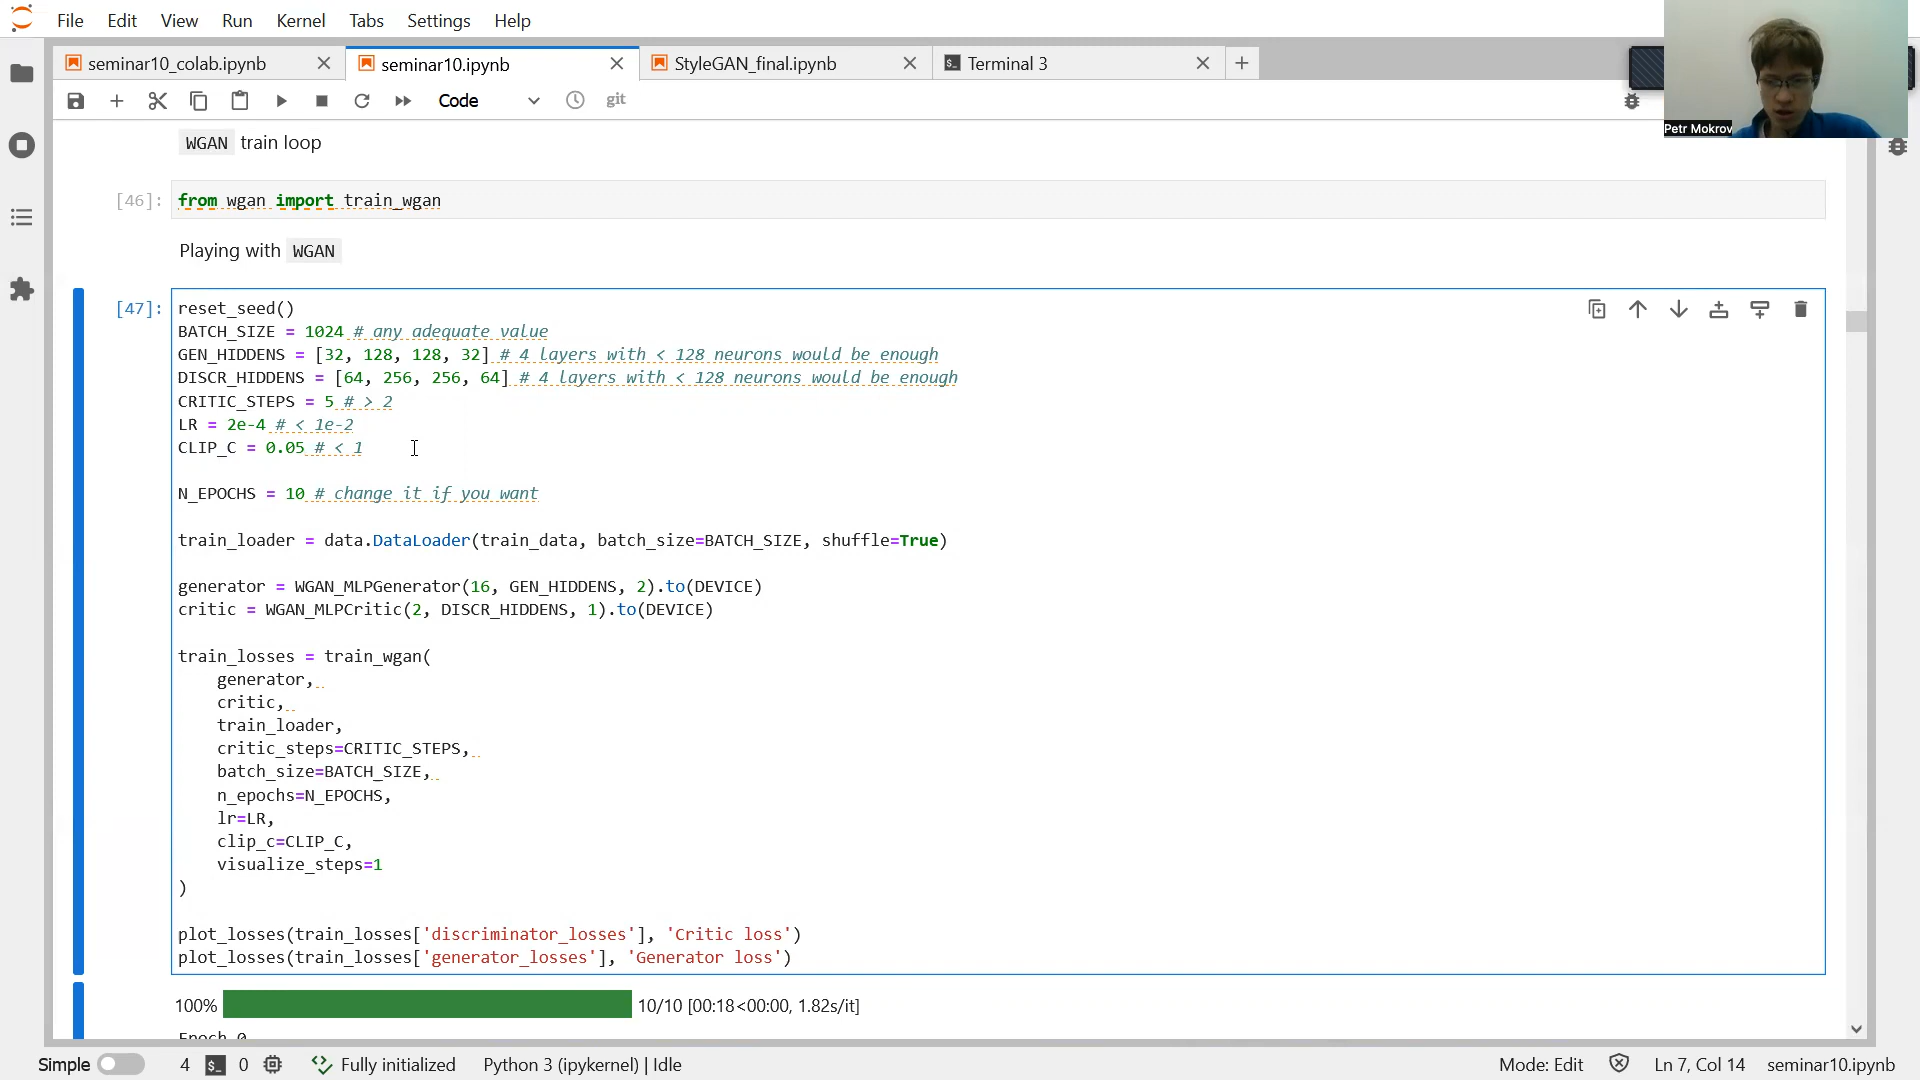 File Edit View Run Kernel Tabs Settings Help
seminar10_colab.ipynb seminar10.ipynb StyleGAN_final.ipynb Terminal 3
Code git
Petr Mokrov
WGAN train loop
[46]: from wgan import train_wgan
Playing with WGAN
[47]: reset_seed()
BATCH_SIZE = 1024 # any adequate value
GEN_HIDDENS = [32, 128, 128, 32] # 4 layers with < 128 neurons would be enough
DISCR_HIDDENS = [64, 256, 256, 64] # 4 layers with < 128 neurons would be enough
CRITIC_STEPS = 5 # > 2
LR = 2e-4 # < 1e-2
CLIP_C = 0.05 # < 1
N_EPOCHS = 10 # change it if you want
train_loader = data.DataLoader(train_data, batch_size=BATCH_SIZE, shuffle=True)
generator = WGAN_MLPGenerator(16, GEN_HIDDENS, 2).to(DEVICE)
critic = WGAN_MLPCritic(2, DISCR_HIDDENS, 1).to(DEVICE)
train_losses = train_wgan(
generator,
critic,
train_loader,
critic_steps=CRITIC_STEPS,
batch_size=BATCH_SIZE,
n_epochs=N_EPOCHS,
lr=LR,
clip_c=CLIP_C,
visualize_steps=1
)
plot_losses(train_losses['discriminator_losses'], 'Critic loss')
plot_losses(train_losses['generator_losses'], 'Generator loss')
100% 10/10 [00:18<00:00, 1.82s/it]
Epoch 0
Simple 4 $_ 0 Fully initialized Python 3 (ipykernel) | Idle Mode: Edit Ln 7, Col 14 seminar10.ipynb